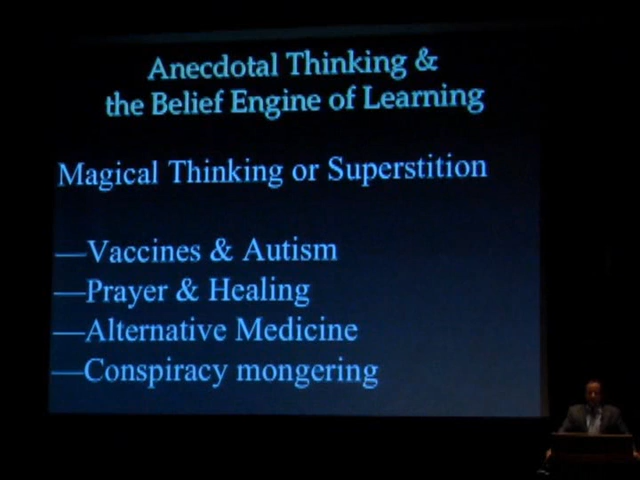 Anecdotal Thinking &
the Belief Engine of Learning
Magical Thinking or Superstition
—Vaccines & Autism
—Prayer & Healing
—Alternative Medicine
—Conspiracy mongering